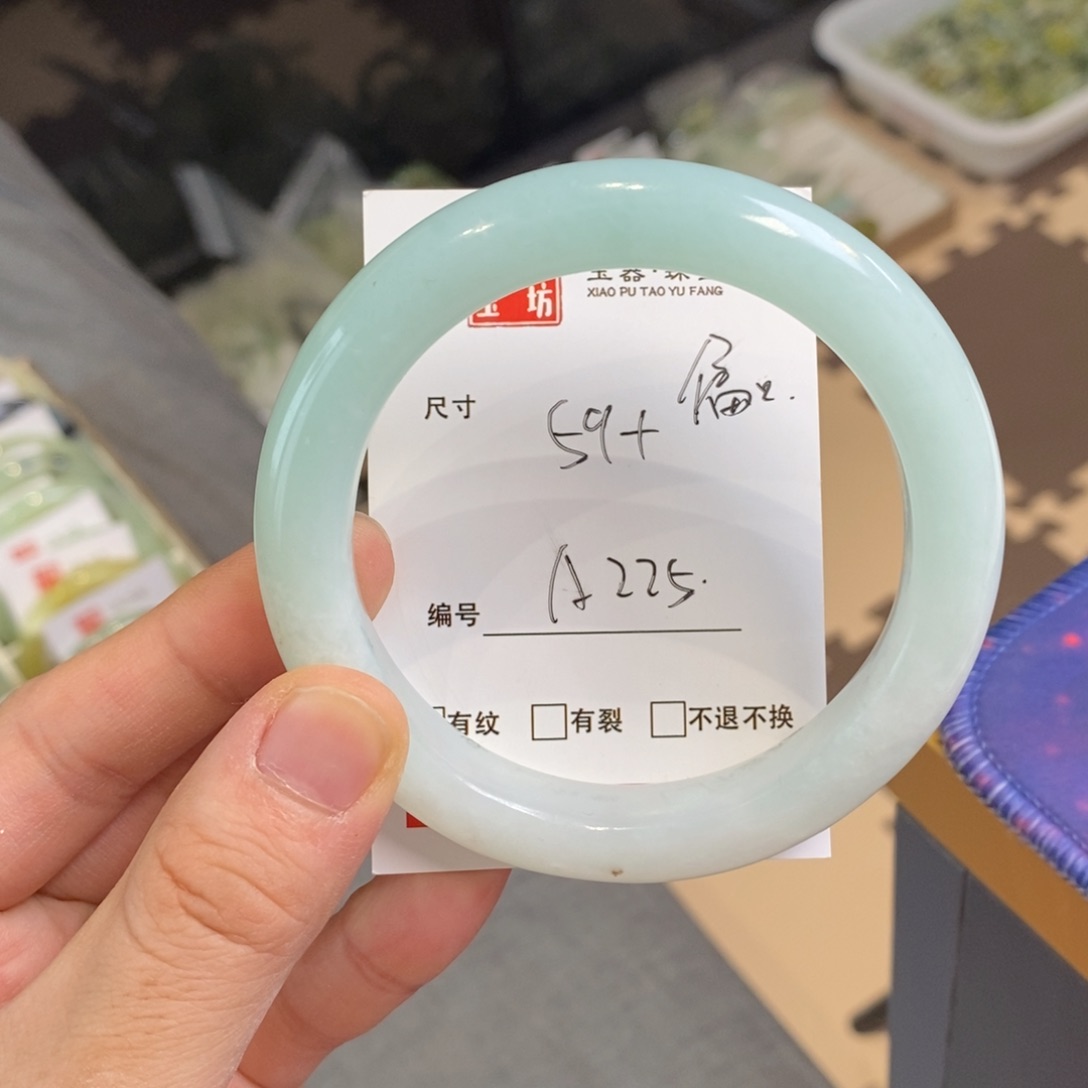 坊
XIAO PU TAO YU FANG
尺寸 59+
编号 A225.
有纹 有裂 不退不换